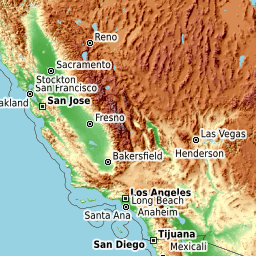 Reno
Sacramento
Stockton
San Francisco
akland
San Jose
Fresno
Las Vegas
Henderson
Bakersfield
Los Angeles
Long Beach
Santa Ana
Anaheim
Tijuana
San Diego
Mexicali